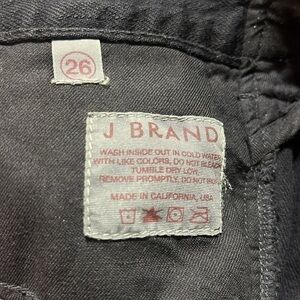 26
J BRAND
WASH INSIDE OUT IN COLD WATER
WITH LIKE COLORS, DO NOT BLEACH
TUMBLE DRY LOW.
REMOVE PROMPTLY. DO NOT IRON
MADE IN CALIFORNIA, USA